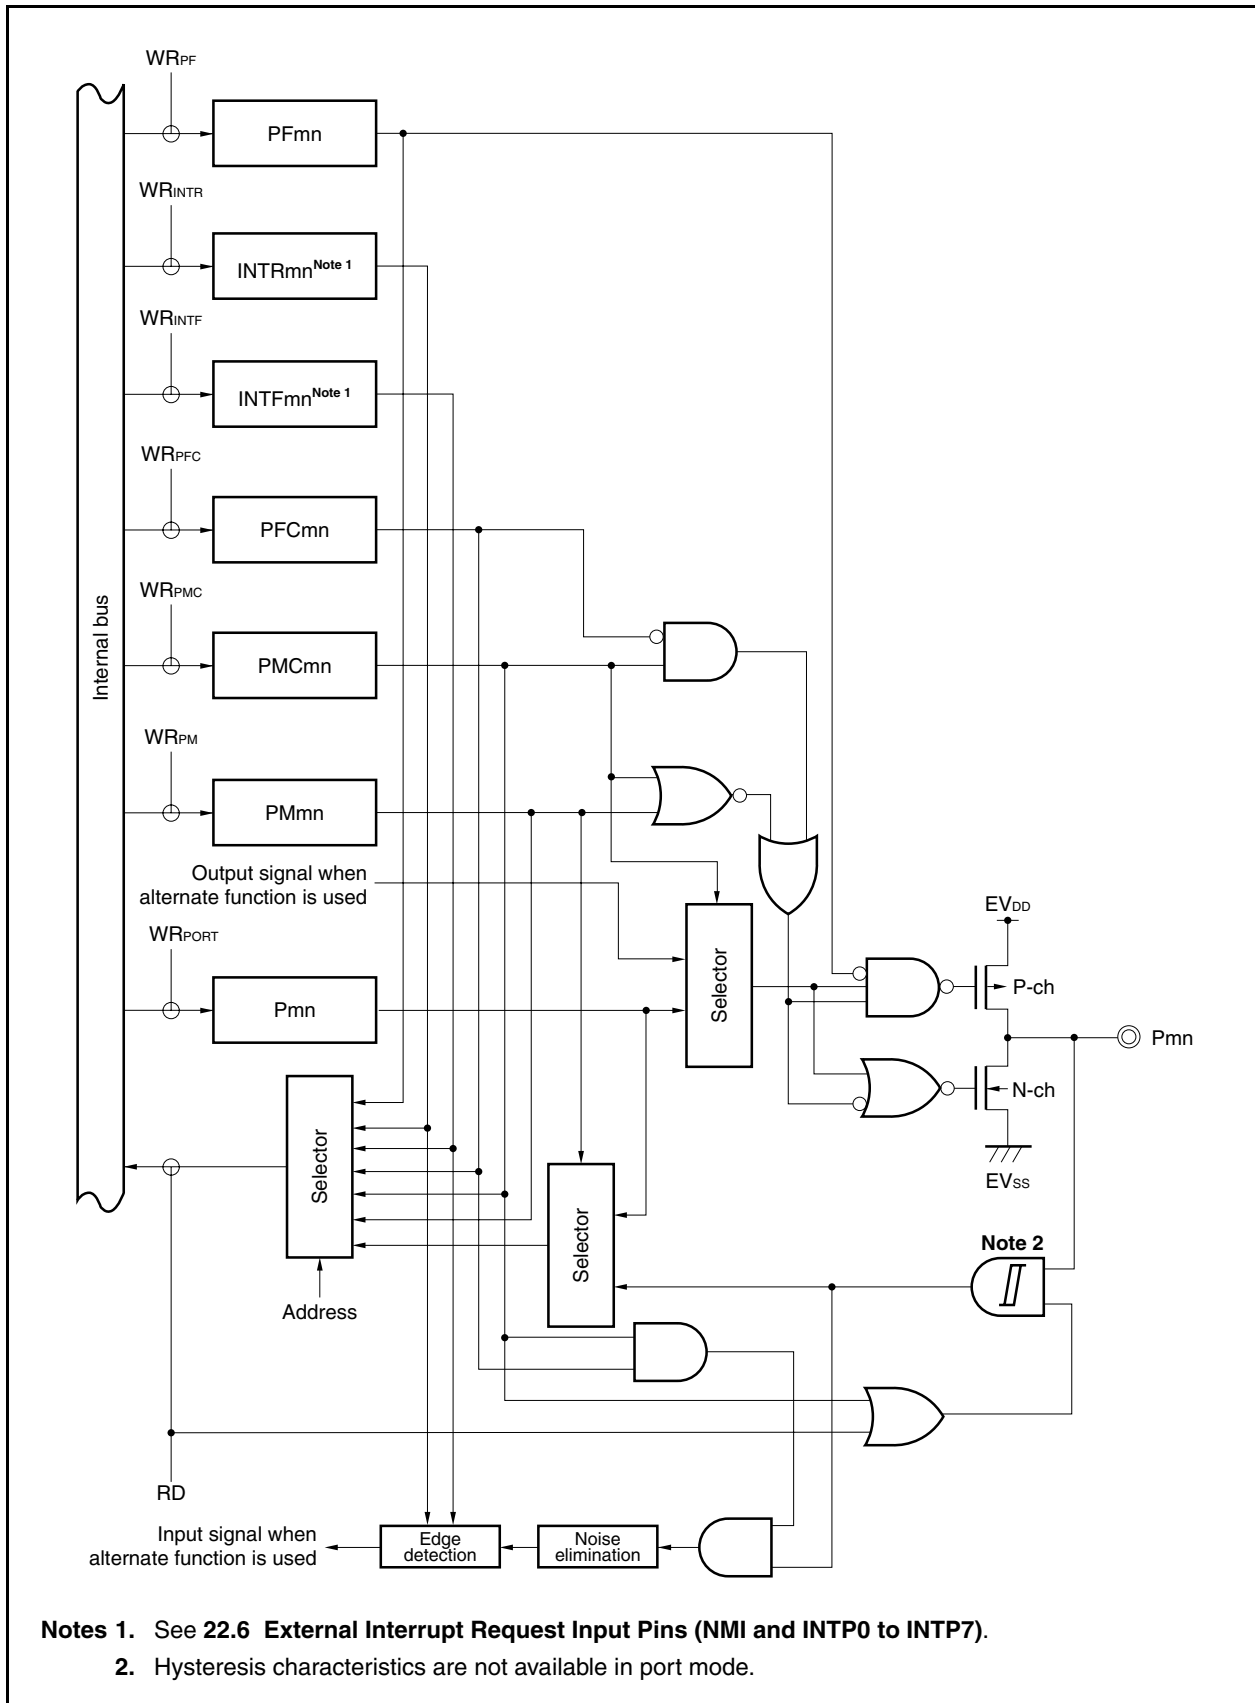 WRPF
PFmn
WRINTR
INTRmnNote 1
WRINTF
INTFmnNote 1
WRPFC
PFCmn
WRPMC
PMCmn
Internal bus
WRPM
PMmn
Output signal when
alternate function is used
WRPORT
Pmn
Selector
EVDD
P-ch
Pmn
N-ch
EVSS
Selector
Address
Selector
Note 2
RD
Input signal when
alternate function is used
Edge
detection
Noise
elimination
Notes 1. See 22.6 External Interrupt Request Input Pins (NMI and INTP0 to INTP7).
2. Hysteresis characteristics are not available in port mode.